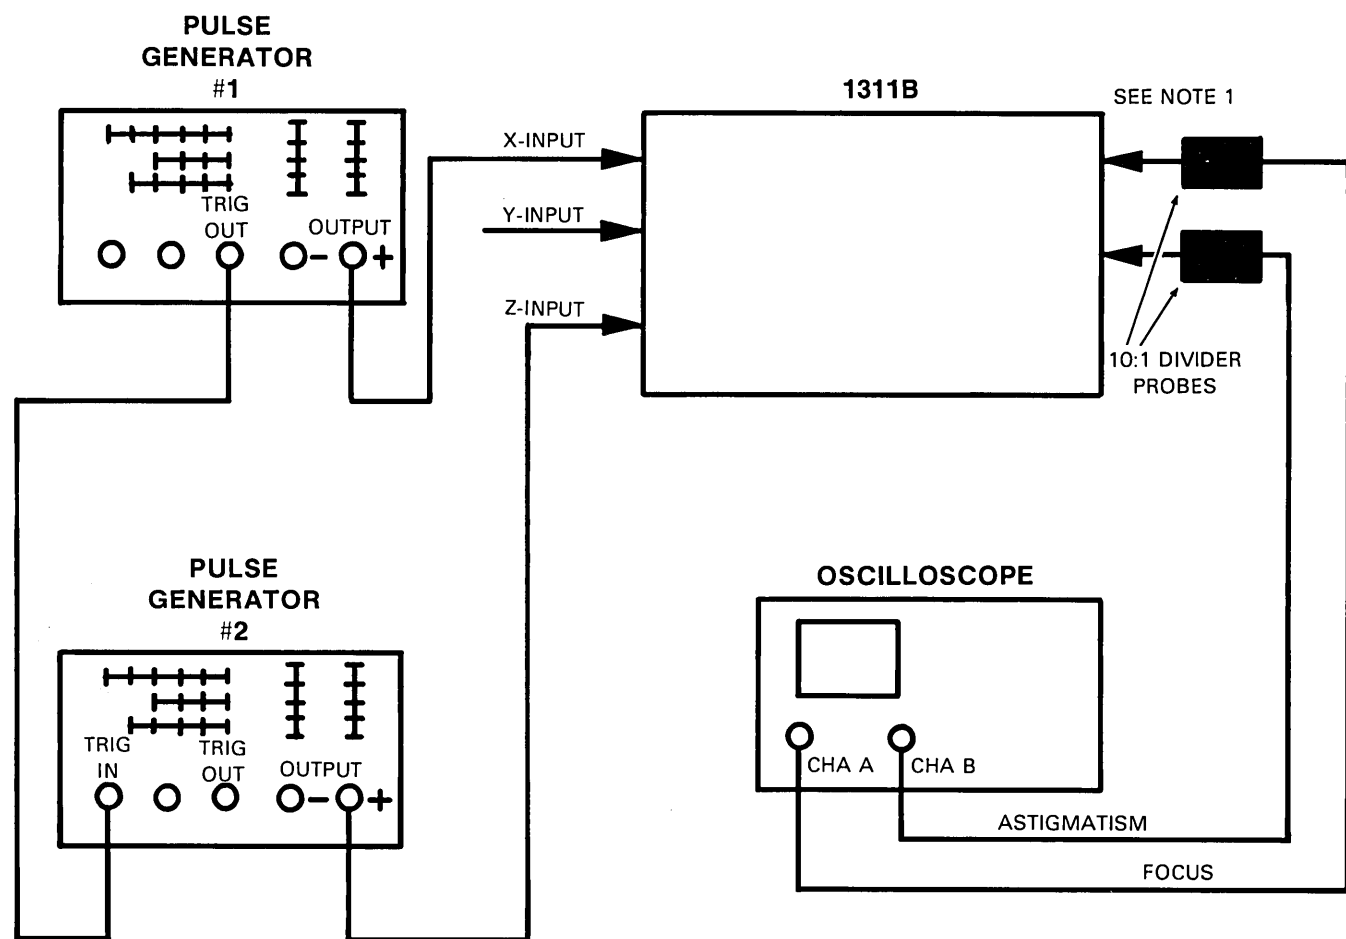 PULSE
GENERATOR
#1
TRIG
OUT
OUTPUT
- +
X-INPUT
Y-INPUT
Z-INPUT
1311B
SEE NOTE 1
10:1 DIVIDER
PROBES
PULSE
GENERATOR
#2
TRIG
IN
TRIG
OUT
OUTPUT
- +
OSCILLOSCOPE
CHA A
CHA B
ASTIGMATISM
FOCUS